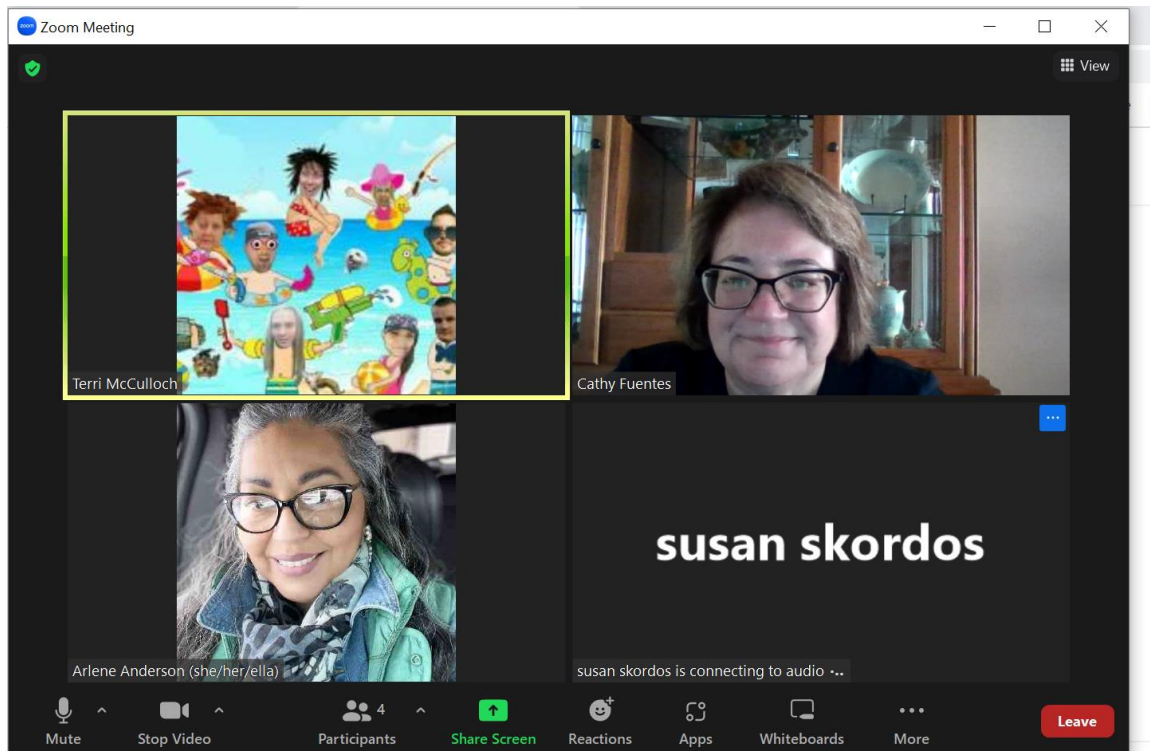 zoom
Zoom Meeting
View
Terri McCulloch
Cathy Fuentes
susan skordos
Arlene Anderson (she/her/ella)
susan skordos is connecting to audio •..
Mute
Stop Video
4
Participants
Share Screen
Reactions
Apps
Whiteboards
More
Leave